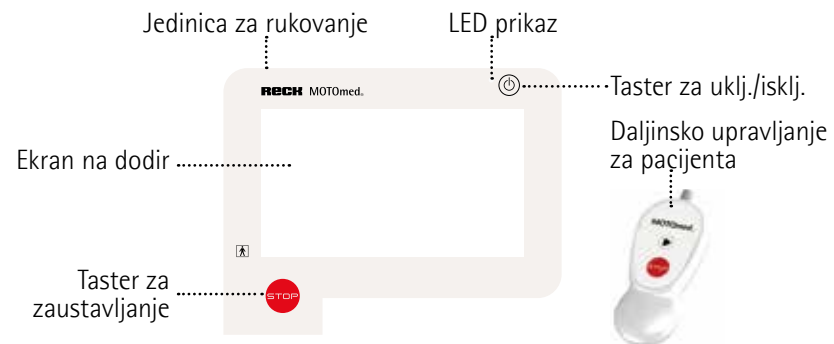 Jedinica za rukovanje
LED prikaz
RECK MOTOmed.
Taster za uklj./isklj.
Daljinsko upravljanje
za pacijenta
Ekran na dodir
MOTOmed.
STOP
Taster za
zaustavljanje
STOP